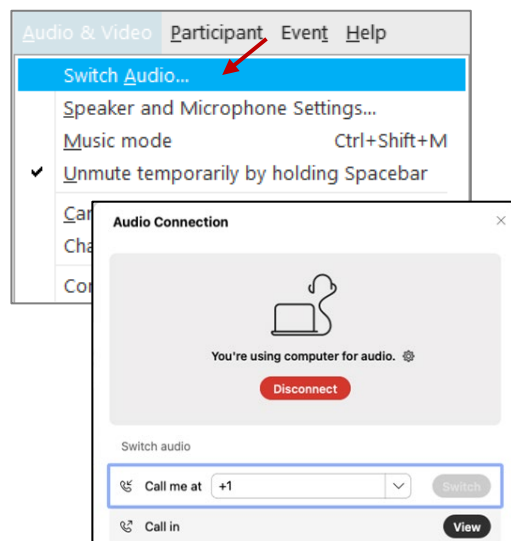 Audio & Video Participant Event Help
Switch Audio...
Speaker and Microphone Settings...
Music mode Ctrl+Shift+M
Unmute temporarily by holding Spacebar
Audio Connection
You're using computer for audio.
Disconnect
Switch audio
Call me at +1 Switch
Call in View